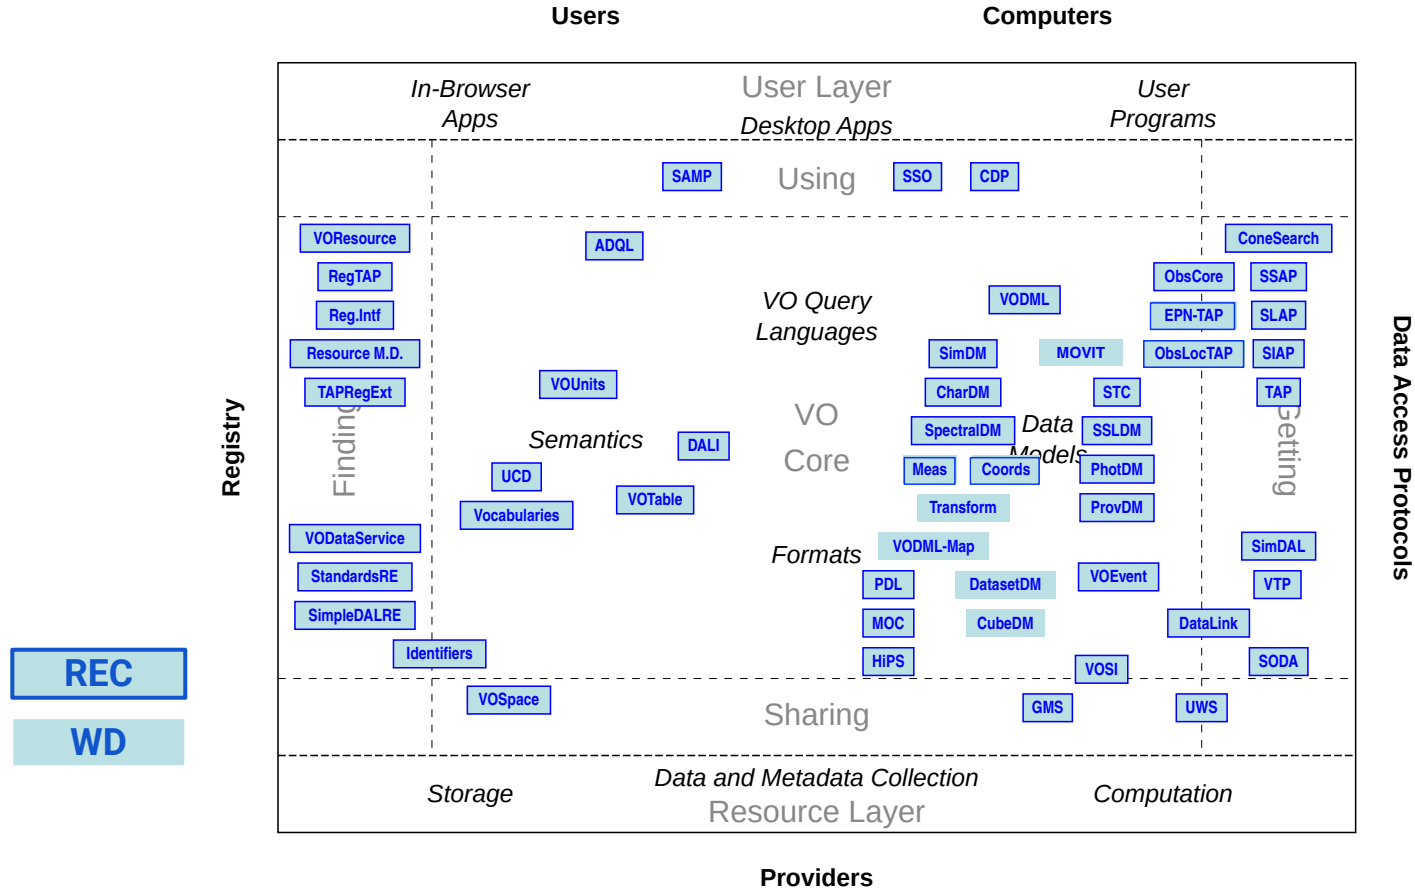 Users
Computers
In-Browser
Apps
User Layer
Desktop Apps
User
Programs
SAMP
Using
SSO
CDP
VOResource
ADQL
ConeSearch
RegTAP
ObsCore
SSAP
VO Query
Languages
VODML
Reg.Intf
EPN-TAP
SLAP
Resource M.D.
SimDM
MOVIT
ObsLocTAP
SIAP
TAPRegExt
VOUnits
CharDM
STC
TAP
Registry
Finding
VO
Core
Semantics
DALI
SpectralDM
Data
Models
SSLDM
Getting
Data Access Protocols
UCD
Meas
Coords
PhotDM
VOTable
Vocabularies
Transform
ProvDM
VODataService
Formats
VODML-Map
SimDAL
StandardsRE
PDL
DatasetDM
VOEvent
VTP
SimpleDALRE
MOC
CubeDM
DataLink
Identifiers
HiPS
VOSI
SODA
REC
WD
VOSpace
Sharing
GMS
UWS
Storage
Data and Metadata Collection
Resource Layer
Computation
Providers